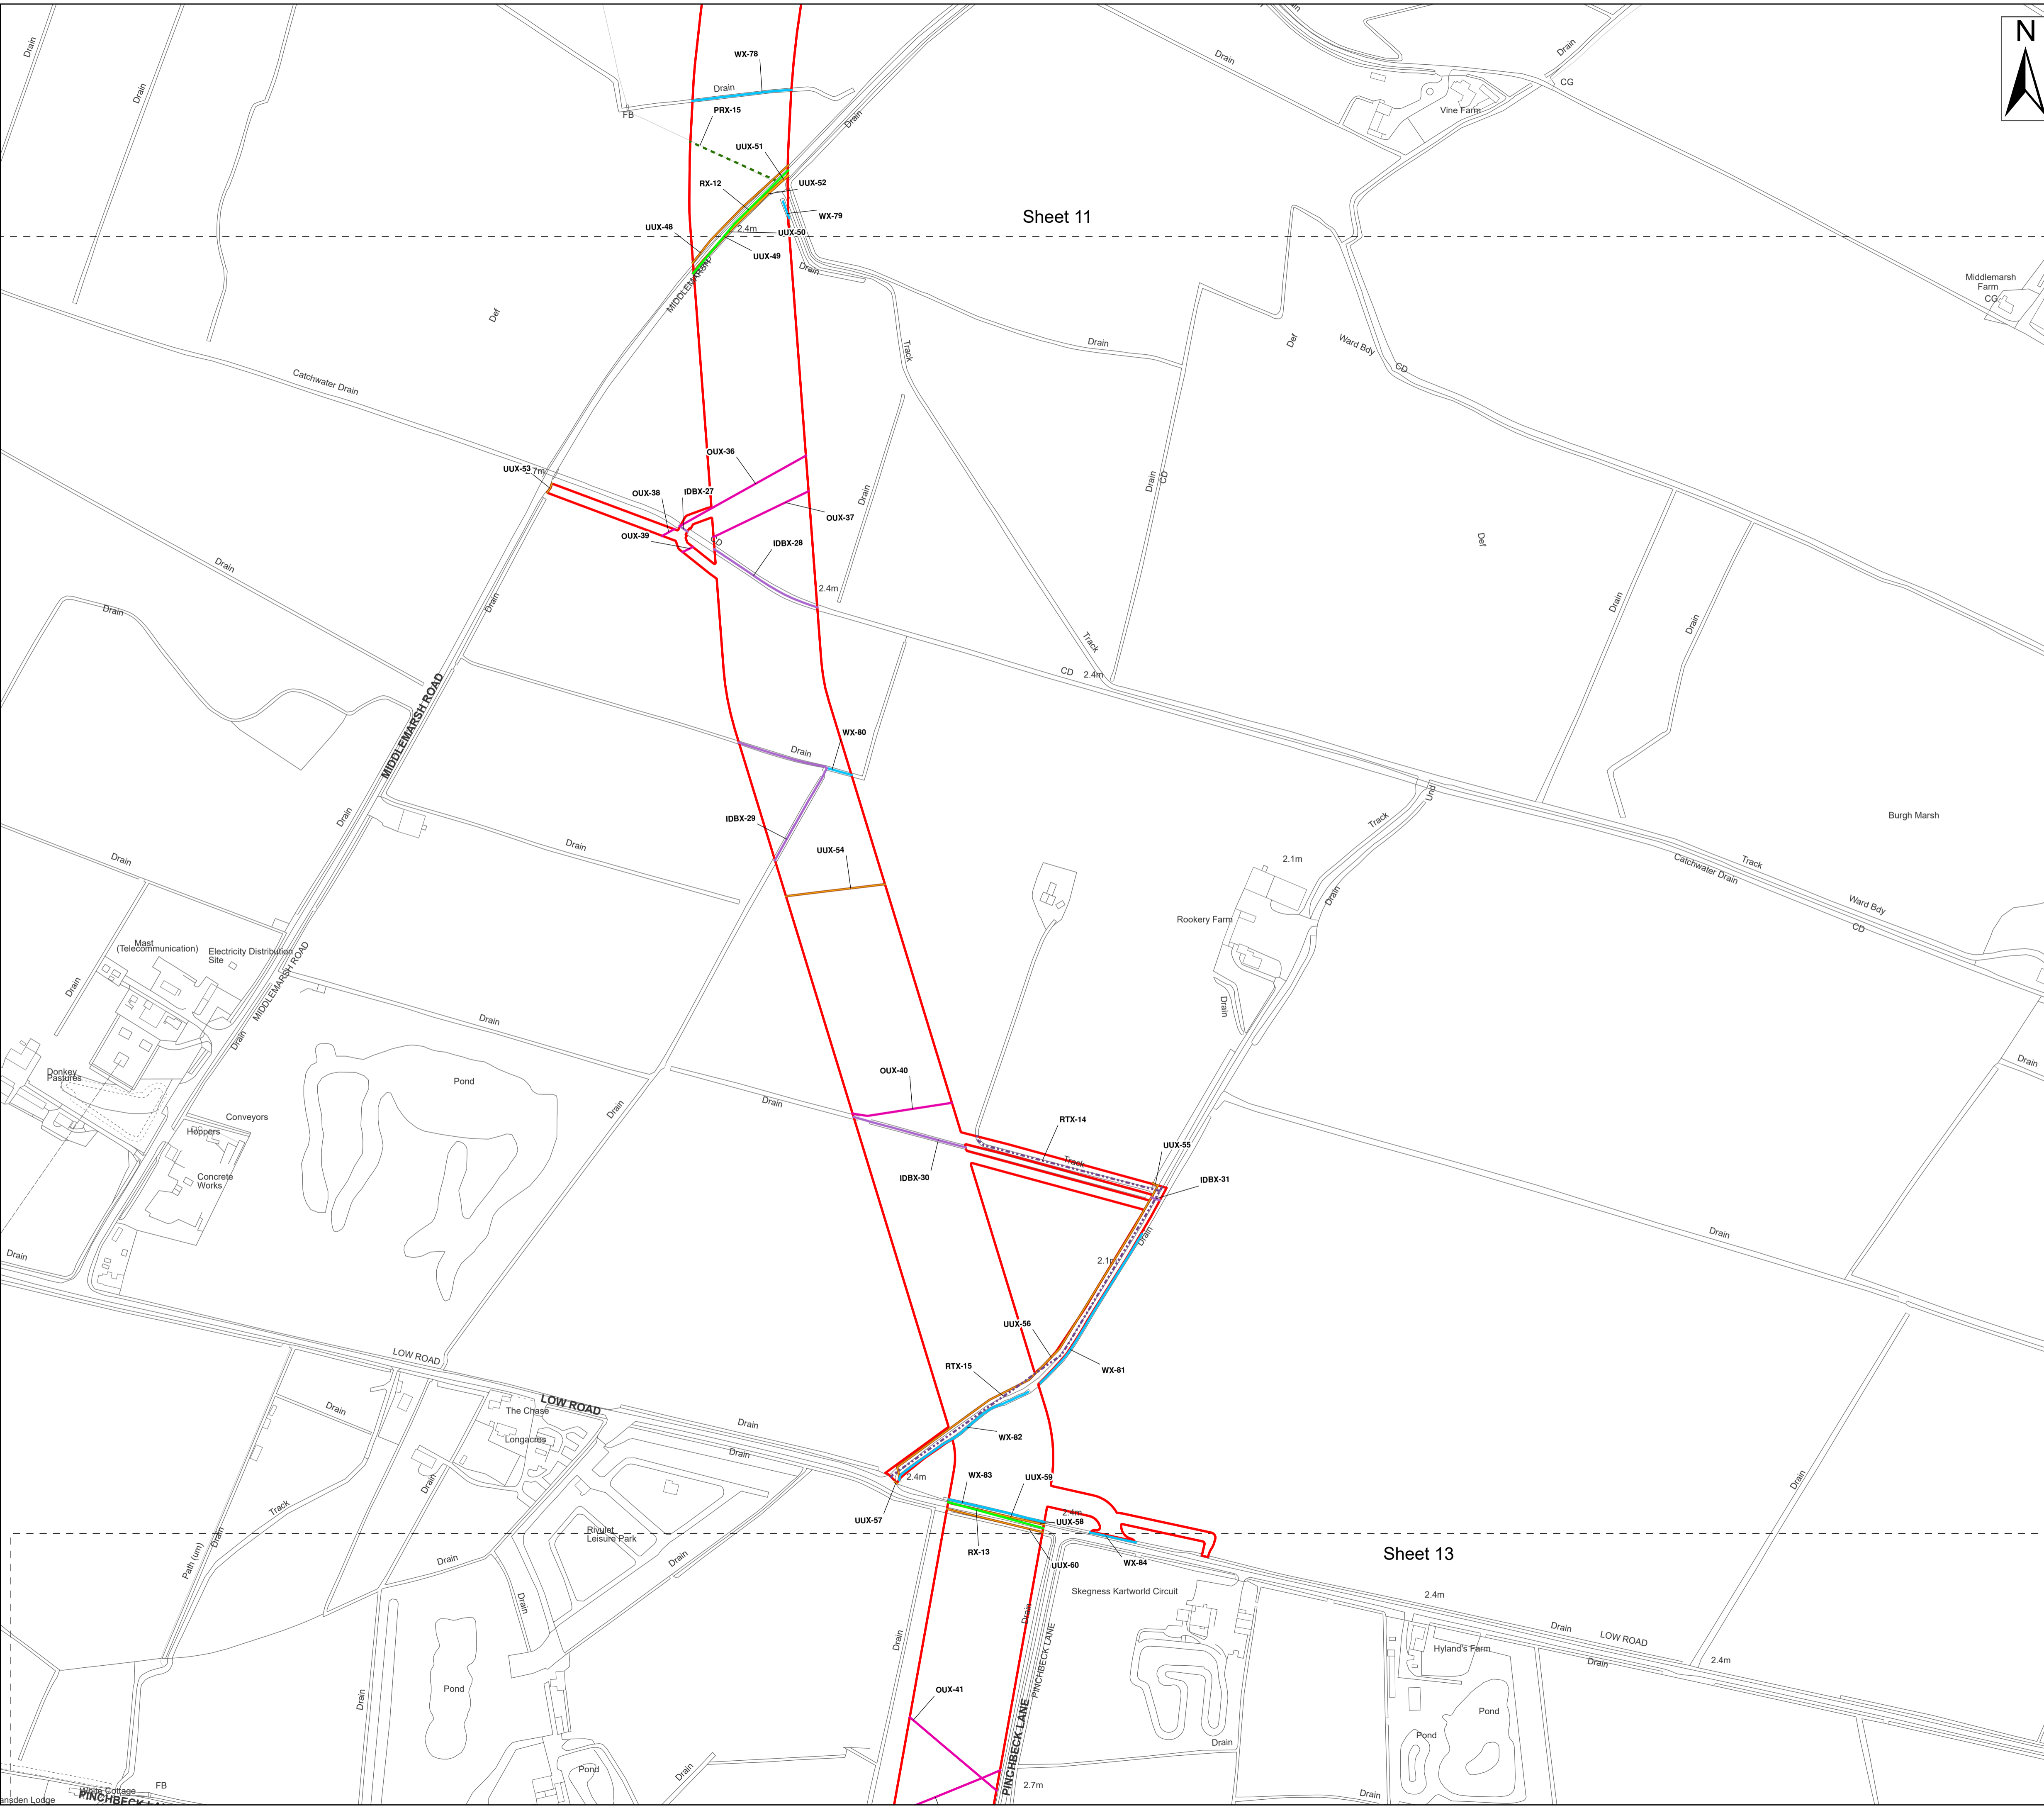 N
Drain
Drain
WX-78
Drain
PRX-15
FB
Drain
UUX-51
RX-12
UUX-52
WX-79
UUX-48
2.4m
UUX-50
UUX-49
MIDDLEMARSH
Drain
Sheet 11
Drain
Drain
CG
Vine Farm
Middlemarsh
Farm
CG
Def
Def
Ward Bdy
CD
Track
Drain
Catchwater Drain
UUX-53
OUX-36
OUX-38
IDBX-27
OUX-37
OUX-39
CD
IDBX-28
2.4m
Drain
Drain
CD
Def
Drain
Drain
Drain
Drain
Drain
Track
CD
2.4m
MIDDLEMARSH ROAD
Drain
WX-80
Drain
IDBX-29
UUX-54
Drain
Drain
Track
Und
Burgh Marsh
2.1m
Drain
Rookery Farm
Drain
Catchwater Drain
Track
Ward Bdy
CD
Mast
(Telecommunication)
Electricity Distribution
Site
MIDDLEMARSH ROAD
Drain
Drain
Drain
Donkey
Pastures
Conveyors
Hoppers
Concrete
Works
Pond
Drain
Drain
Drain
OUX-40
RTX-14
Track
UUX-55
IDBX-31
IDBX-30
Drain
2.1m
Drain
Drain
UUX-56
RTX-15
WX-81
WX-82
2.4m
WX-83
UUX-59
2.4m
UUX-57
UUX-58
RX-13
UUX-60
WX-84
LOW ROAD
LOW ROAD
Drain
The Chase
Longacres
Drain
Drain
Drain
Track
Drain
Path (um)
Rivulet
Leisure Park
Drain
Drain
Drain
Sheet 13
Skegness Kartworld Circuit
2.4m
Drain
LOW ROAD
Drain
Hyland's Farm
Drain
2.4m
Drain
Drain
PINCHBECK LANE
PINCHBECK LANE
OUX-41
Pond
Pond
Drain
Drain
Pond
Pond
Drain
Drain
2.7m
FB
White Cottage